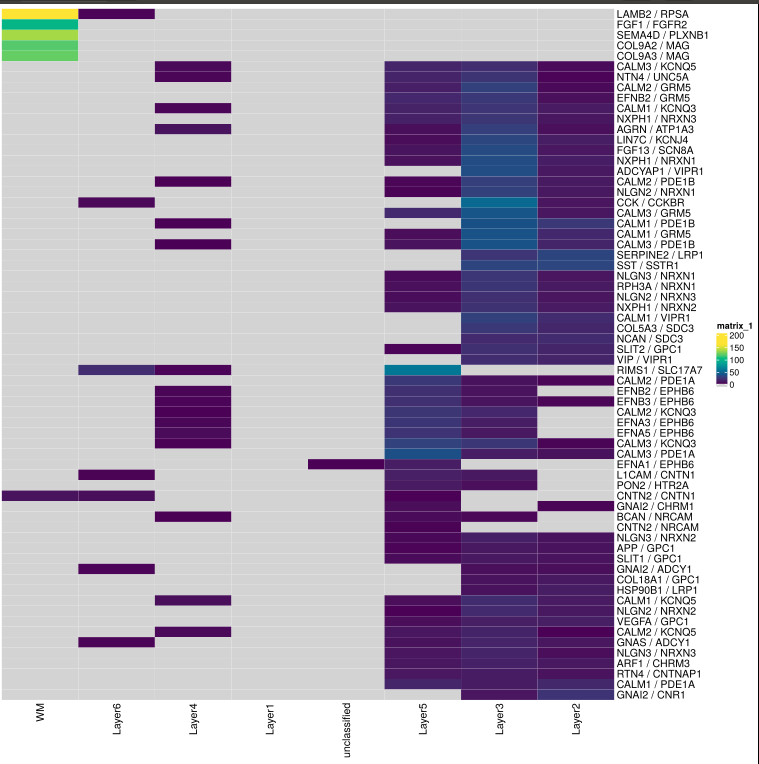 LAMB2 / RPSA
FGF1 / FGFR2
SEMA4D / PLXNB1
COL9A2 / MAG
COL9A3 / MAG
CALM3 / KCNQ5
NTN4 / UNC5A
CALM2 / GRM5
EFNB2 / GRM5
CALM1 / KCNQ3
NXPH1 / NRXN3
AGRN / ATP1A3
LIN7C / KCNJ4
FGF13 / SCN8A
NXPH1 / NRXN1
ADCYAP1 / VIPR1
CALM2 / PDE1B
NLGN2 / NRXN1
CCK / CCKBR
CALM3 / GRM5
CALM1 / PDE1B
CALM1 / GRM5
CALM3 / PDE1B
SERPINE2 / LRP1
SST / SSTR1
NLGN3 / NRXN1
RPH3A / NRXN1
NLGN2 / NRXN3
NXPH1 / NRXN2
CALM1 / VIPR1
COL5A3 / SDC3
NCAN / SDC3
SLIT2 / GPC1
VIP / VIPR1
RIMS1 / SLC17A7
CALM2 / PDE1A
EFNB2 / EPHB6
EFNB3 / EPHB6
CALM2 / KCNQ3
EFNA3 / EPHB6
EFNA5 / EPHB6
CALM3 / KCNQ3
CALM3 / PDE1A
EFNA1 / EPHB6
L1CAM / CNTN1
PON2 / HTR2A
CNTN2 / CNTN1
GNAI2 / CHRM1
BCAN / NRCAM
CNTN2 / NRCAM
NLGN3 / NRXN2
APP / GPC1
SLIT1 / GPC1
GNAI2 / ADCY1
COL18A1 / GPC1
HSP90B1 / LRP1
CALM1 / KCNQ5
NLGN2 / NRXN2
VEGFA / GPC1
CALM2 / KCNQ5
GNAS / ADCY1
NLGN3 / NRXN3
ARF1 / CHRM3
RTN4 / CNTNAP1
CALM1 / PDE1A
GNAI2 / CNR1
matrix_1
200
150
100
50
0
WM
Layer6
Layer4
Layer1
unclassified
Layer5
Layer3
Layer2